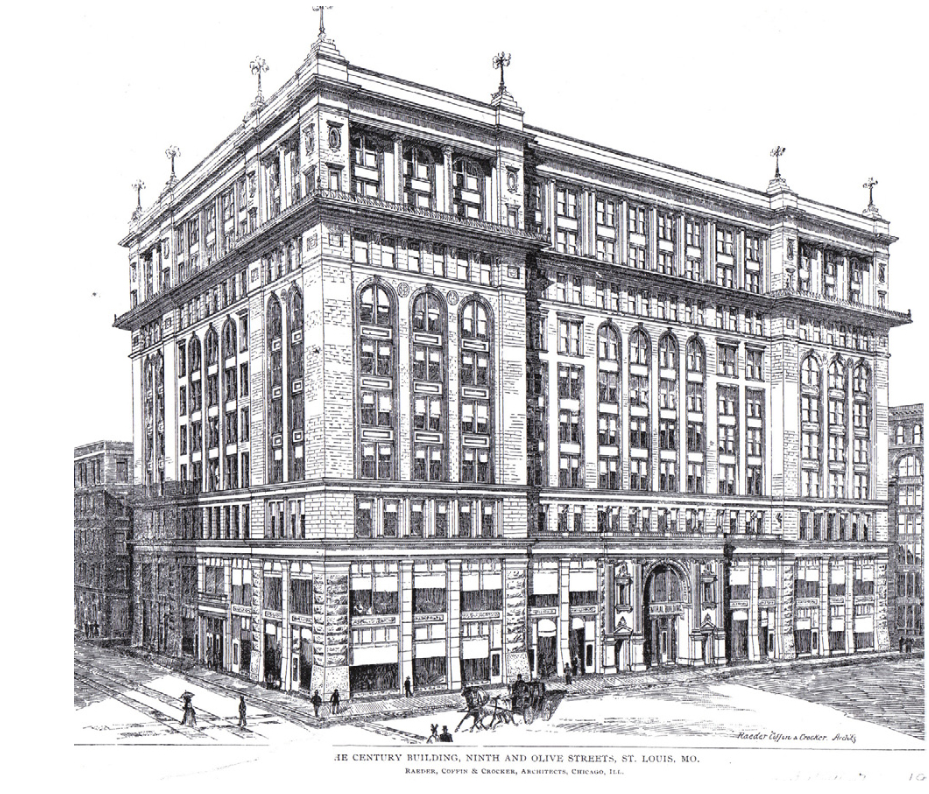 Raeder Coffin & Crocker Archts
HE CENTURY BUILDING, NINTH AND OLIVE STREETS, ST. LOUIS, MO.
RAEDER, COFFIN & CROCKER, ARCHITECTS, CHICAGO, ILL.